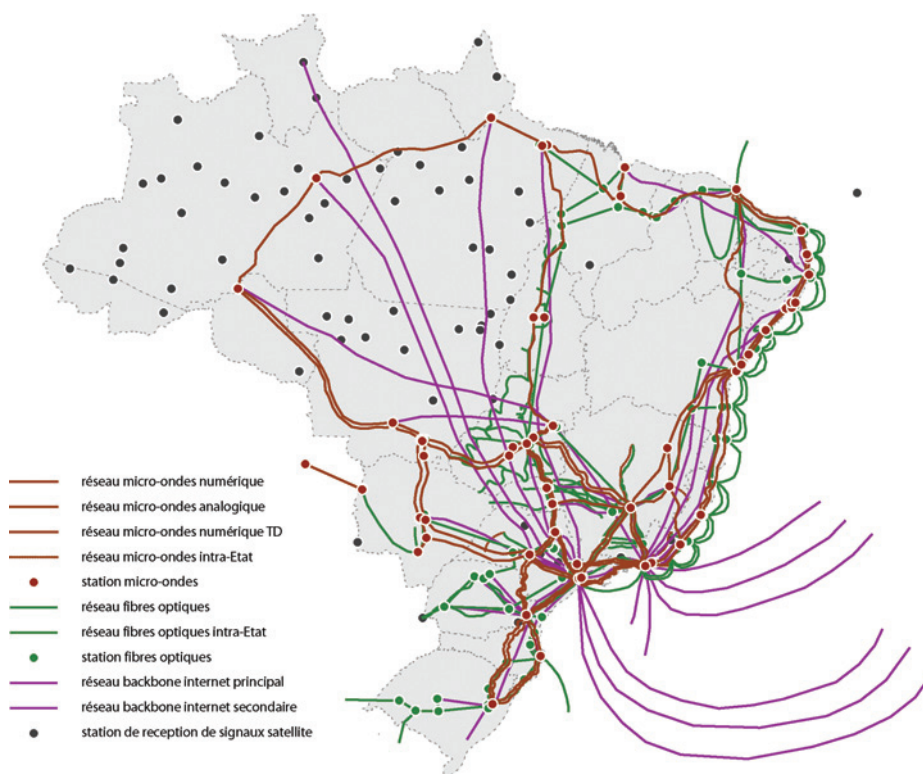 réseau micro-ondes numérique
réseau micro-ondes analogique
réseau micro-ondes numérique TD
réseau micro-ondes intra-Etat
station micro-ondes
réseau fibres optiques
réseau fibres optiques intra-Etat
station fibres optiques
réseau backbone internet principal
réseau backbone internet secondaire
station de reception de signaux satellite